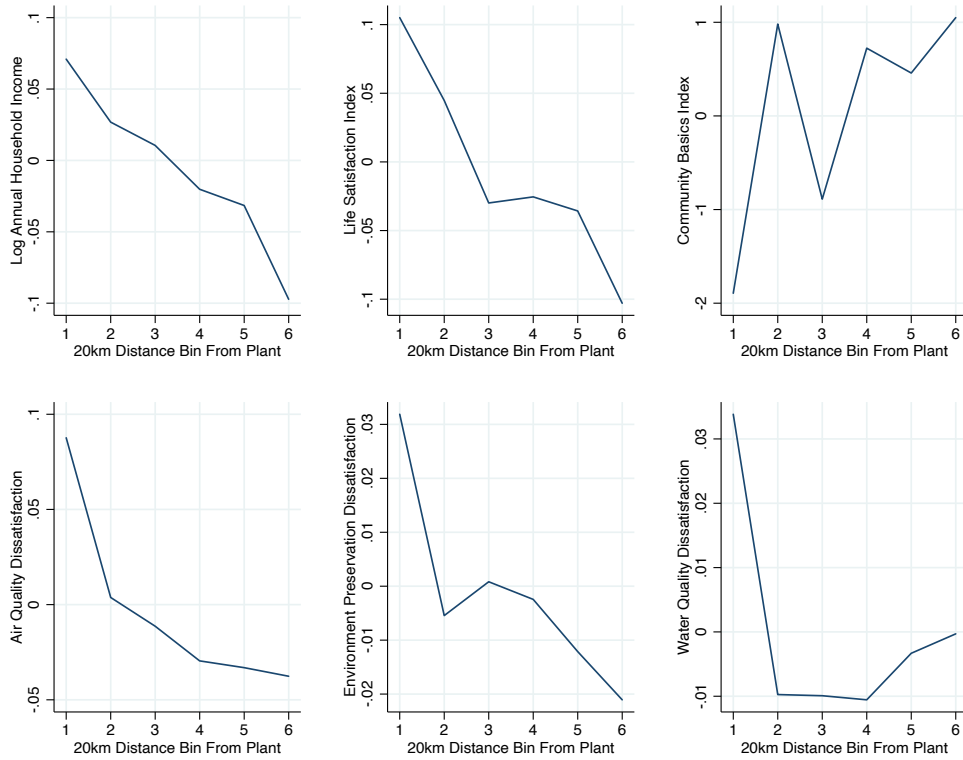 Log Annual Household Income
.1
.05
0
-.05
-.1
1 2 3 4 5 6
20km Distance Bin From Plant
Life Satisfaction Index
.1
.05
0
-.05
-.1
1 2 3 4 5 6
20km Distance Bin From Plant
Community Basics Index
1
0
-1
-2
1 2 3 4 5 6
20km Distance Bin From Plant
Air Quality Dissatisfaction
.1
.05
0
-.05
1 2 3 4 5 6
20km Distance Bin From Plant
Environment Preservation Dissatisfaction
.03
.02
.01
0
-.01
-.02
1 2 3 4 5 6
20km Distance Bin From Plant
Water Quality Dissatisfaction
.03
.02
.01
0
-.01
1 2 3 4 5 6
20km Distance Bin From Plant